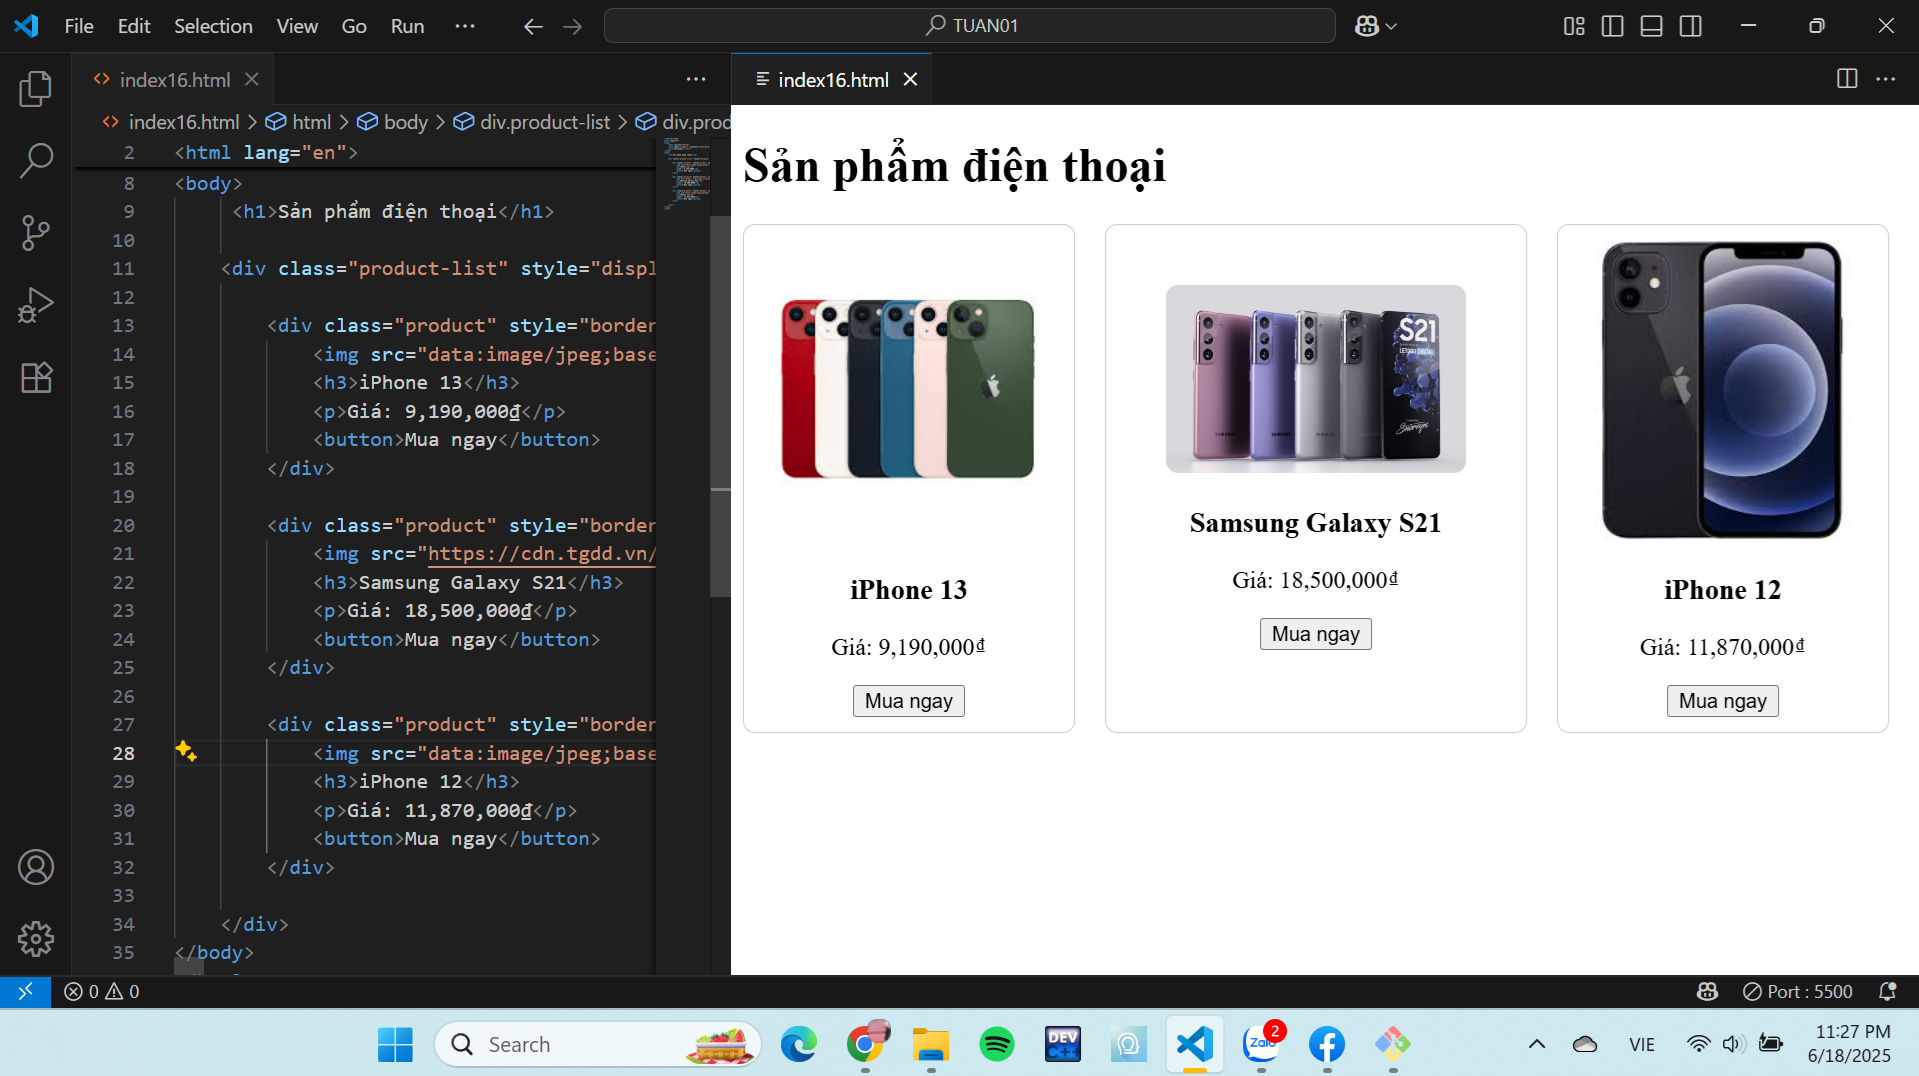 File Edit Selection View Go Run ··· TUAN01
index16.html
index16.html
index16.html > html > body > div.product-list > div.prod
2 <html lang="en">
8 <body>
9 <h1>Sản phẩm điện thoại</h1>
10
11 <div class="product-list" style="displ
12
13 <div class="product" style="border
14 <img src="data:image/jpeg;base
15 <h3>iPhone 13</h3>
16 <p>Giá: 9,190,000₫</p>
17 <button>Mua ngay</button>
18 </div>
19
20 <div class="product" style="border
21 <img src="https://cdn.tgdd.vn/
22 <h3>Samsung Galaxy S21</h3>
23 <p>Giá: 18,500,000₫</p>
24 <button>Mua ngay</button>
25 </div>
26
27 <div class="product" style="border
28 <img src="data:image/jpeg;base
29 <h3>iPhone 12</h3>
30 <p>Giá: 11,870,000₫</p>
31 <button>Mua ngay</button>
32 </div>
33
34 </div>
35 </body>
Sản phẩm điện thoại
iPhone 13
Giá: 9,190,000₫
Mua ngay
S21
SAMSUNG SAMSUNG SAMSUNG SAMSUNG
Samsung Galaxy S21
Giá: 18,500,000₫
Mua ngay
iPhone 12
Giá: 11,870,000₫
Mua ngay
0 0
Port : 5500
Search
DEV C++
Zalo 2
VIE
11:27 PM
6/18/2025